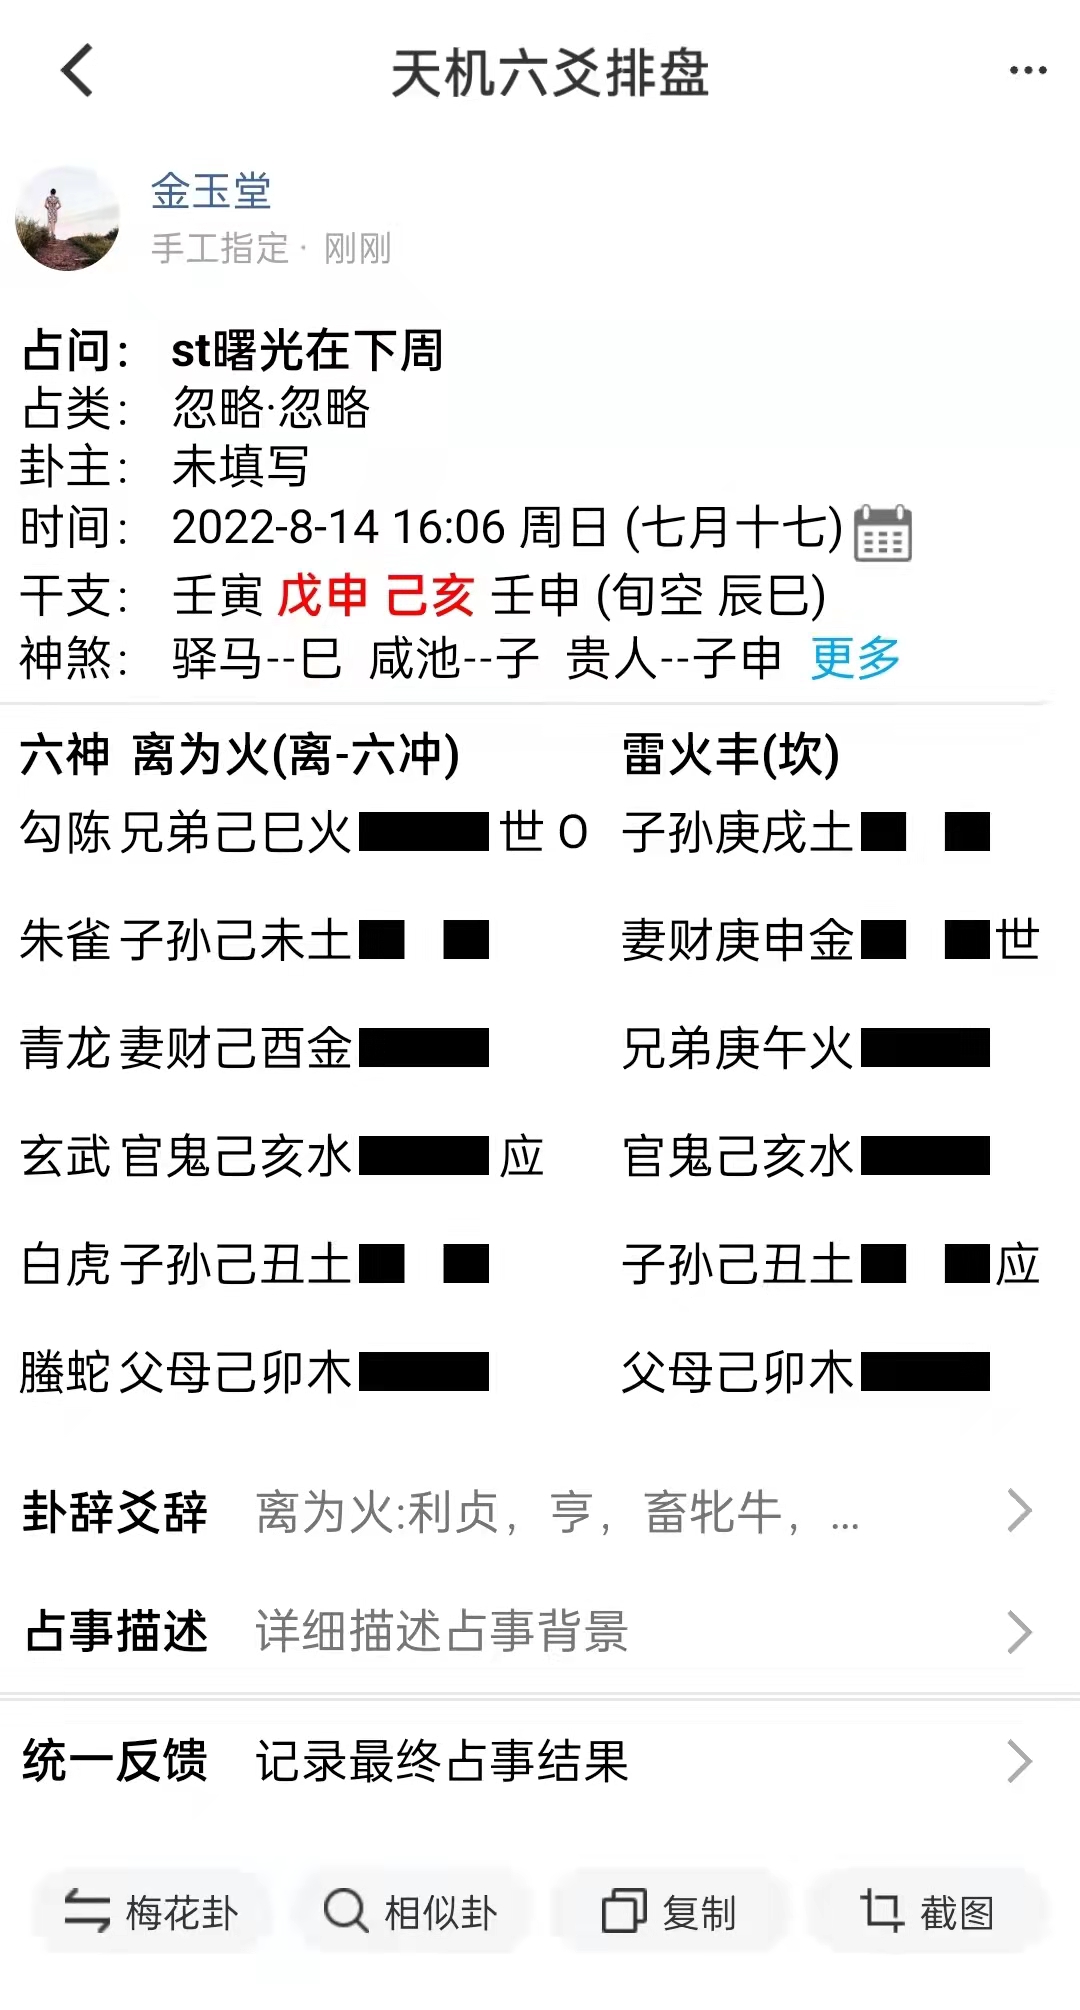 天机六爻排盘
金玉堂
手工指定· 刚刚
占问： st曙光在下周
占类： 忽略·忽略
卦主： 未填写
时间： 2022-8-14 16:06 周日 (七月十七)
干支： 壬寅 戊申 己亥 壬申 (旬空 辰巳)
神煞： 驿马--巳 咸池--子 贵人--子申 更多
六神 离为火(离-六冲) 雷火丰(坎)
勾陈 兄弟己巳火 世 O 子孙庚戌土
朱雀 子孙己未土 妻财庚申金 世
青龙 妻财己酉金 兄弟庚午火
玄武 官鬼己亥水 应 官鬼己亥水
白虎 子孙己丑土 子孙己丑土 应
螣蛇 父母己卯木 父母己卯木
卦辞爻辞 离为火:利贞，亨，畜牝牛，...
占事描述 详细描述占事背景
统一反馈 记录最终占事结果
梅花卦 相似卦 复制 截图